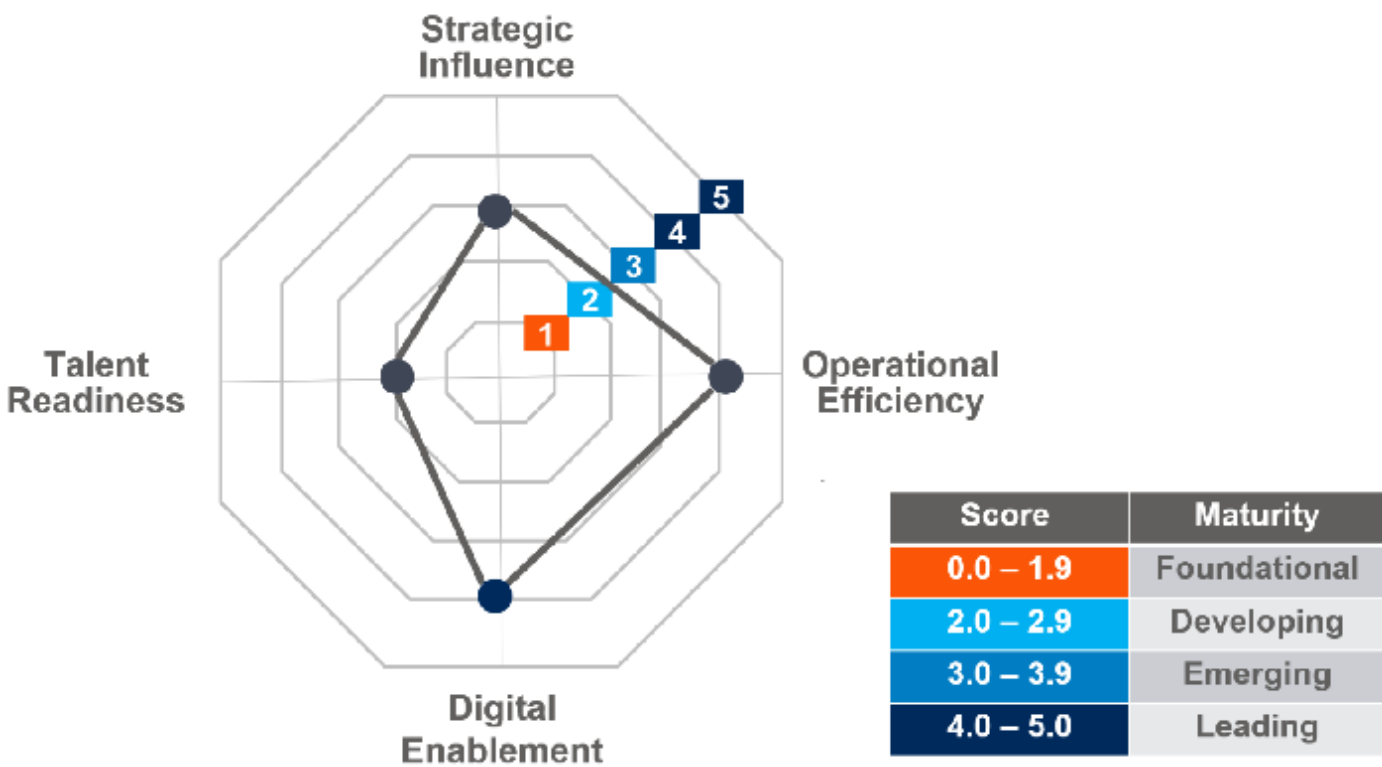 Strategic
Influence
5
4
3
2
1
Talent
Readiness
Operational
Efficiency
Digital
Enablement
Score Maturity
0.0 – 1.9 Foundational
2.0 – 2.9 Developing
3.0 – 3.9 Emerging
4.0 – 5.0 Leading